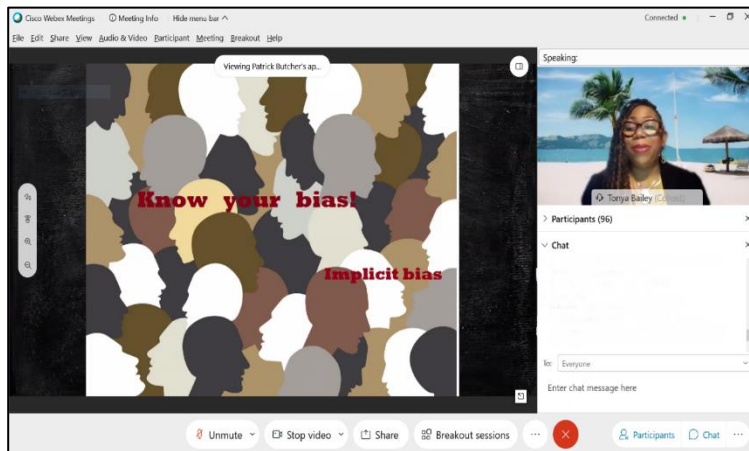 Cisco Webex Meetings Meeting Info Hide menu bar Connected
File Edit Share View Audio & Video Participant Meeting Breakout Help
Viewing Patrick Butcher's ap...
Know your bias!
Implicit bias
Speaking:
Tonya Bailey (Cohost)
Participants (96)
Chat
To: Everyone
Enter chat message here
Unmute Stop video Share Breakout sessions ... Participants Chat ...